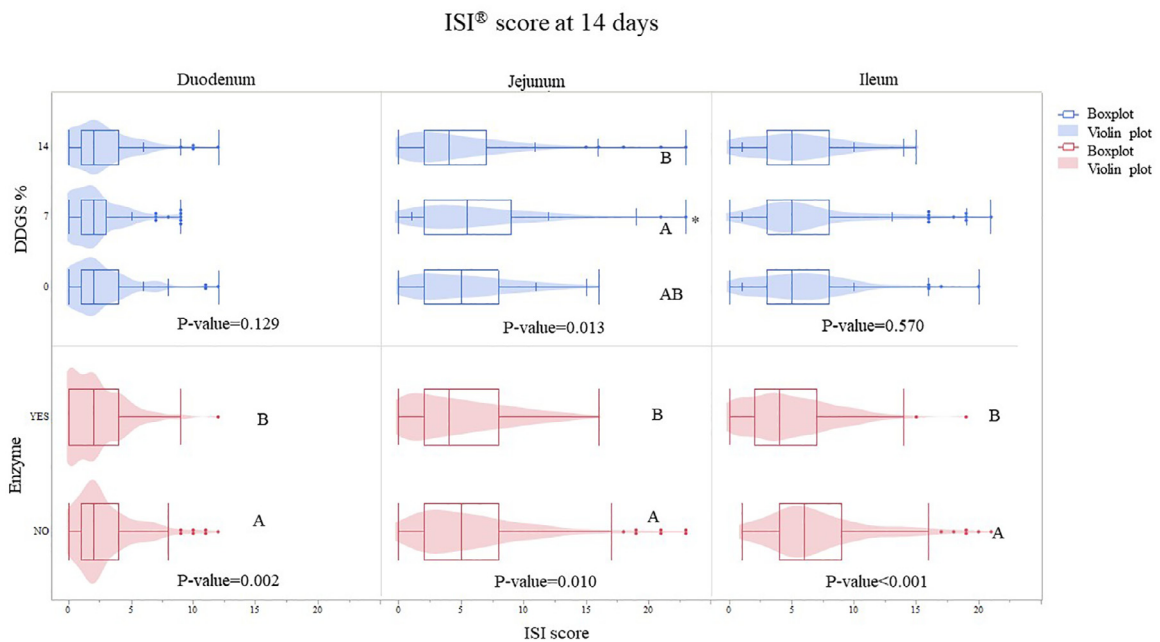 ISI® score at 14 days
Duodenum Jejunum Ileum
Boxplot
Violin plot
Boxplot
Violin plot
DDGS %
14
B
7
A *
0
AB
P-value=0.129 P-value=0.013 P-value=0.570
Enzyme
YES
B B B
NO
A A A
P-value=0.002 P-value=0.010 P-value<0.001
0 5 10 15 20 0 5 10 15 20 0 5 10 15 20
ISI score